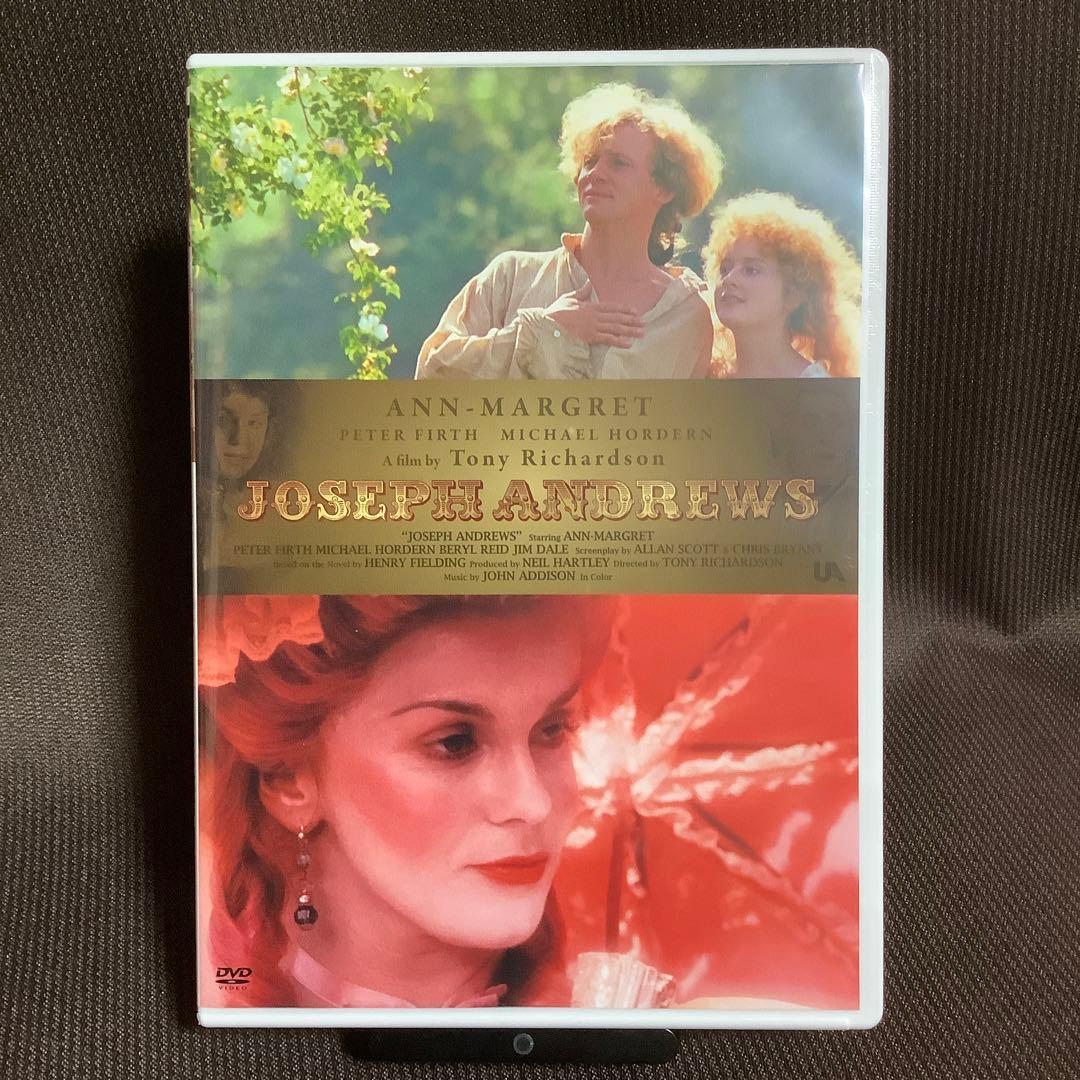 ANN-MARGRET
PETER FIRTH MICHAEL HORDERN
A film by Tony Richardson
JOSEPH ANDREWS
"JOSEPH ANDREWS" Starring ANN-MARGRET
PETER FIRTH MICHAEL HORDERN BERYL REID JIM DALE Screenplay by ALLAN SCOTT & CHRIS BRYANT
Based on the Novel by HENRY FIELDING Produced by NEIL HARTLEY Directed by TONY RICHARDSON
Music by JOHN ADDISON In Color
UA
DVD
VIDEO